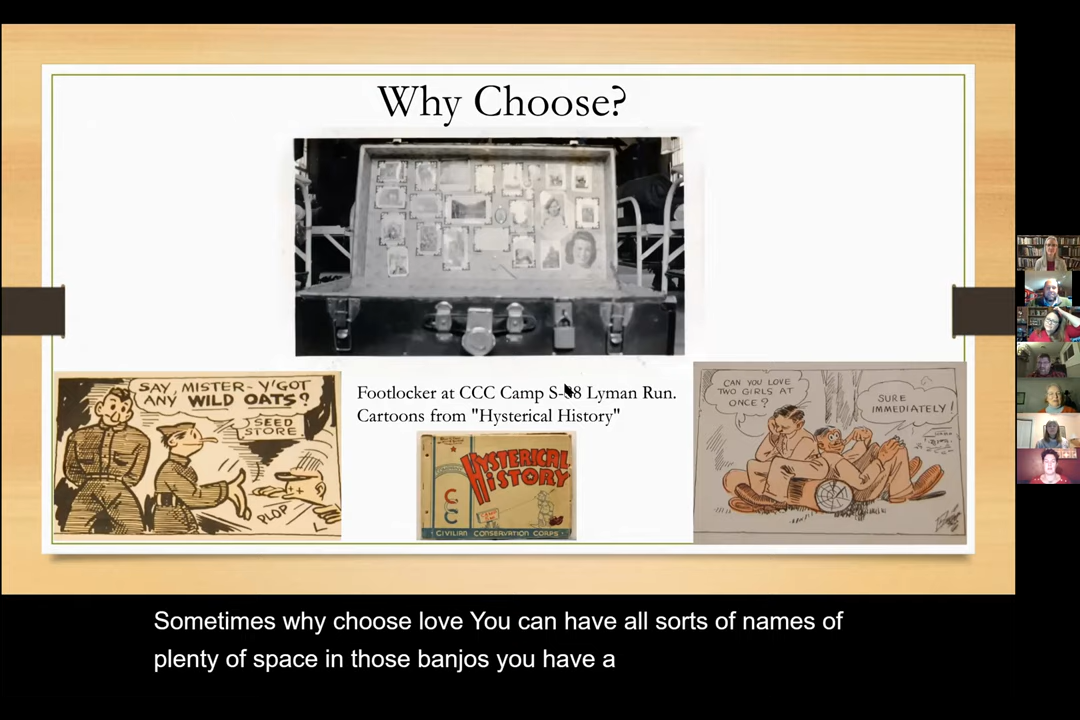 Why Choose?
SAY, MISTER- Y'GOT
ANY WILD OATS?
SEED
STORE
PLOP
Footlocker at CCC Camp S-88 Lyman Run.
Cartoons from "Hysterical History"
HYSTERICAL
HISTORY
C
C
C
CIVILIAN CONSERVATION CORPS
CAN YOU LOVE
TWO GIRLS AT
ONCE?
SURE
IMMEDIATELY!
Sometimes why choose love You can have all sorts of names of
plenty of space in those banjos you have a